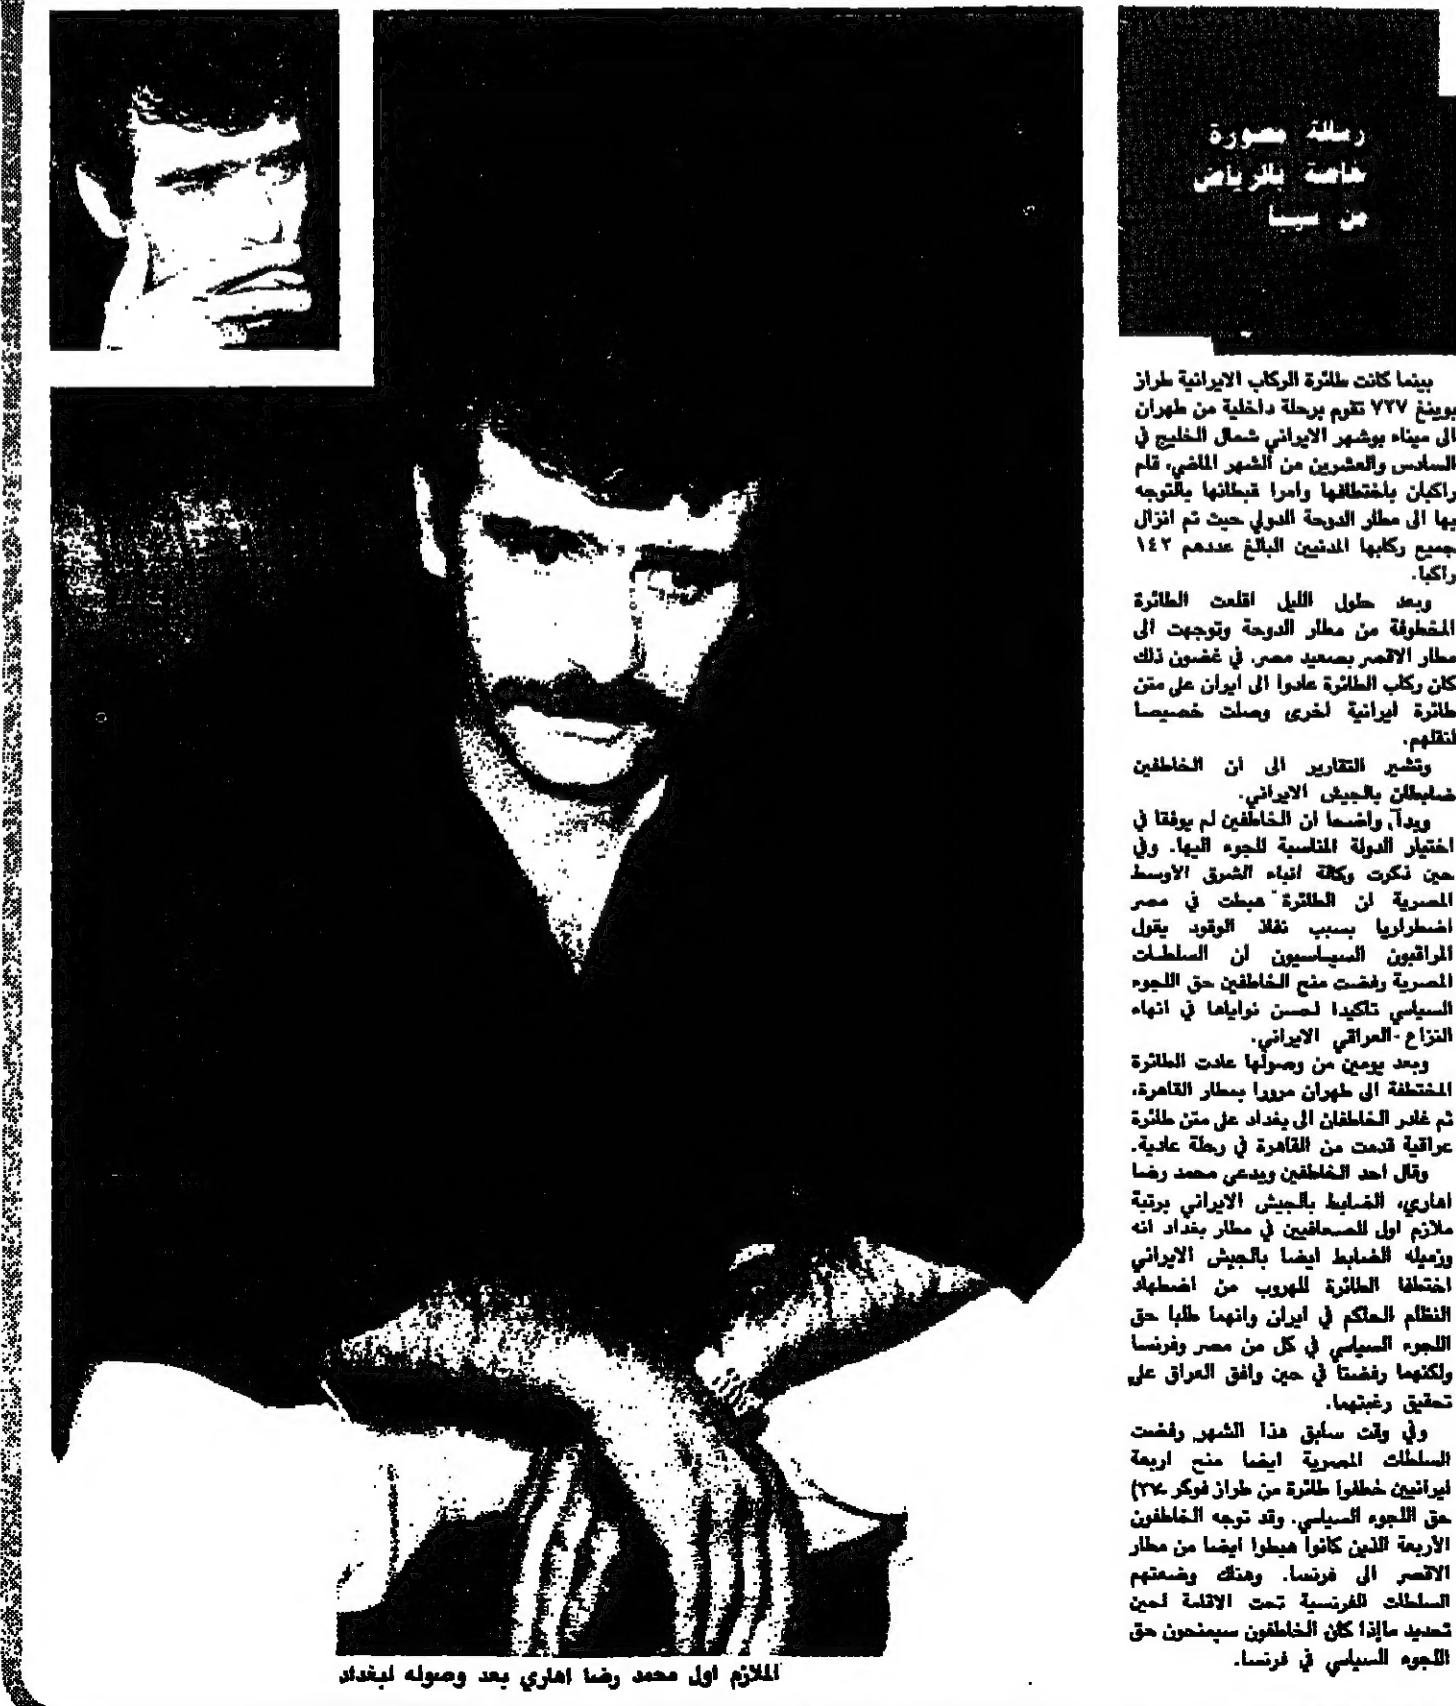 رسالة مصورة
خاصة بالرياض
من سيبا
بينما كانت طائرة الركاب الايرانية طراز
بوينغ ٧٢٧ تقوم برحلة داخلية من طهران
الى ميناء بوشهر الايراني شمال الخليج في
السادس والعشرين من الشهر الماضي، قام
راكبان باختطافها وامرا قبطانها بالتوجه
بها الى مطار الدوحة الدولي حيث تم انزال
جميع ركابها المدنيين البالغ عددهم ١٤٢
راكبا.
وبعد حلول الليل اقلعت الطائرة
المخطوفة من مطار الدوحة وتوجهت الى
مطار الاقصر بصعيد مصر. في غضون ذلك
كان ركاب الطائرة عادوا الى ايران على متن
طائرة ايرانية اخرى وصلت خصيصا
لنقلهم.
وتشير التقارير الى ان الخاطفين
ضابطان بالجيش الايراني.
وبدا واضحا ان الخاطفين لم يوفقا في
اختيار الدولة المناسبة للجوء اليها. وفي
حين ذكرت وكالة انباء الشرق الاوسط
المصرية ان الطائرة هبطت في مصر
اضطراريا بسبب نفاذ الوقود يقول
المراقبون السياسيون ان السلطات
المصرية رفضت منح الخاطفين حق اللجوء
السياسي تاكيدا لحسن نواياها في انهاء
النزاع -العراقي الايراني.
وبعد يومين من وصولها عادت الطائرة
المختطفة الى طهران مرورا بمطار القاهرة،
ثم غادر الخاطفان الى بغداد على متن طائرة
عراقية قدمت من القاهرة في رحلة عادية.
وقال احد الخاطفين ويدعى محمد رضا
اهاري، الضابط بالجيش الايراني برتبة
ملازم اول للصحافيين في مطار بغداد انه
وزميله الضابط ايضا بالجيش الايراني
اختطفا الطائرة للهروب من اضطهاد
النظام الحاكم في ايران وانهما طلبا حق
اللجوء السياسي في كل من مصر وفرنسا
ولكنهما رفضتا في حين وافق العراق على
تحقيق رغبتهما.
وفي وقت سابق هذا الشهر رفضت
السلطات المصرية ايضا منح اربعة
ايرانيين خطفوا طائرة من طراز فوكر ـ٢٧)
حق اللجوء السياسي. وقد توجه الخاطفون
الأربعة الذين كانوا هبطوا ايضا من مطار
الاقصر الى فرنسا. وهناك وضعتهم
السلطات الفرنسية تحت الاقامة لحين
تحديد مااذا كان الخاطفون سيمنحون حق
اللجوء السياسي في فرنسا.
الملازم اول محمد رضا اهاري بعد وصوله لبغداد